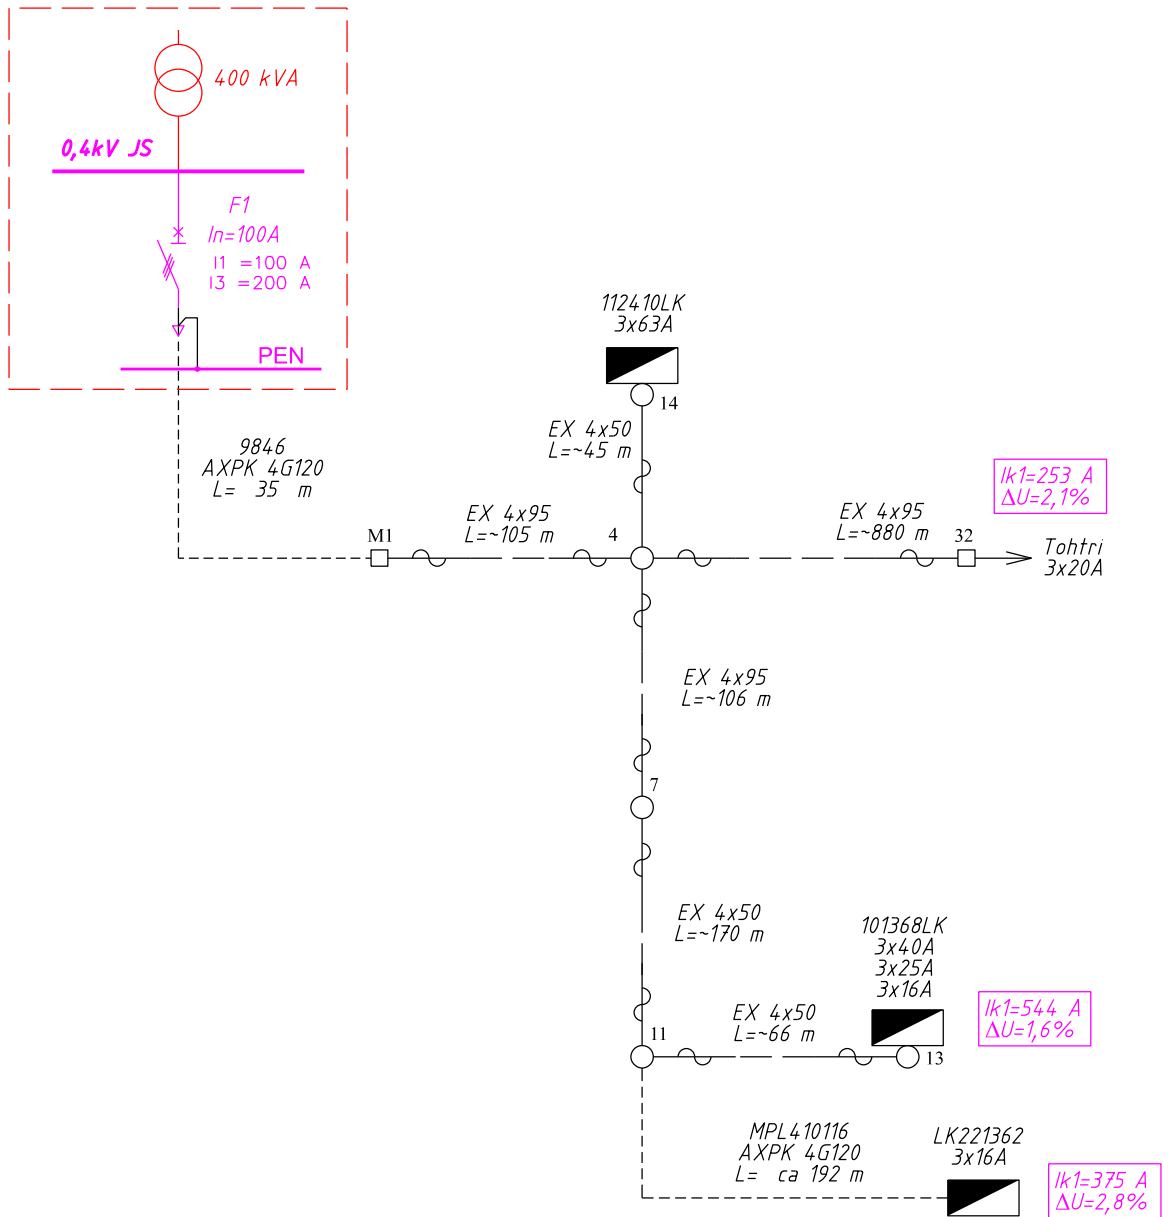 400 kVA
0,4kV JS
F1
In=100A
I1 =100 A
I3 =200 A
PEN
9846
AXPK 4G120
L= 35 m
112410LK
3x63A
14
EX 4x50
L=~45 m
Ik1=253 A
ΔU=2,1%
M1
EX 4x95
L=~105 m
4
EX 4x95
L=~880 m
32
Tohtri
3x20A
EX 4x95
L=~106 m
7
EX 4x50
L=~170 m
101368LK
3x40A
3x25A
3x16A
Ik1=544 A
ΔU=1,6%
11
EX 4x50
L=~66 m
13
MPL410116
AXPK 4G120
L= ca 192 m
LK221362
3x16A
Ik1=375 A
ΔU=2,8%